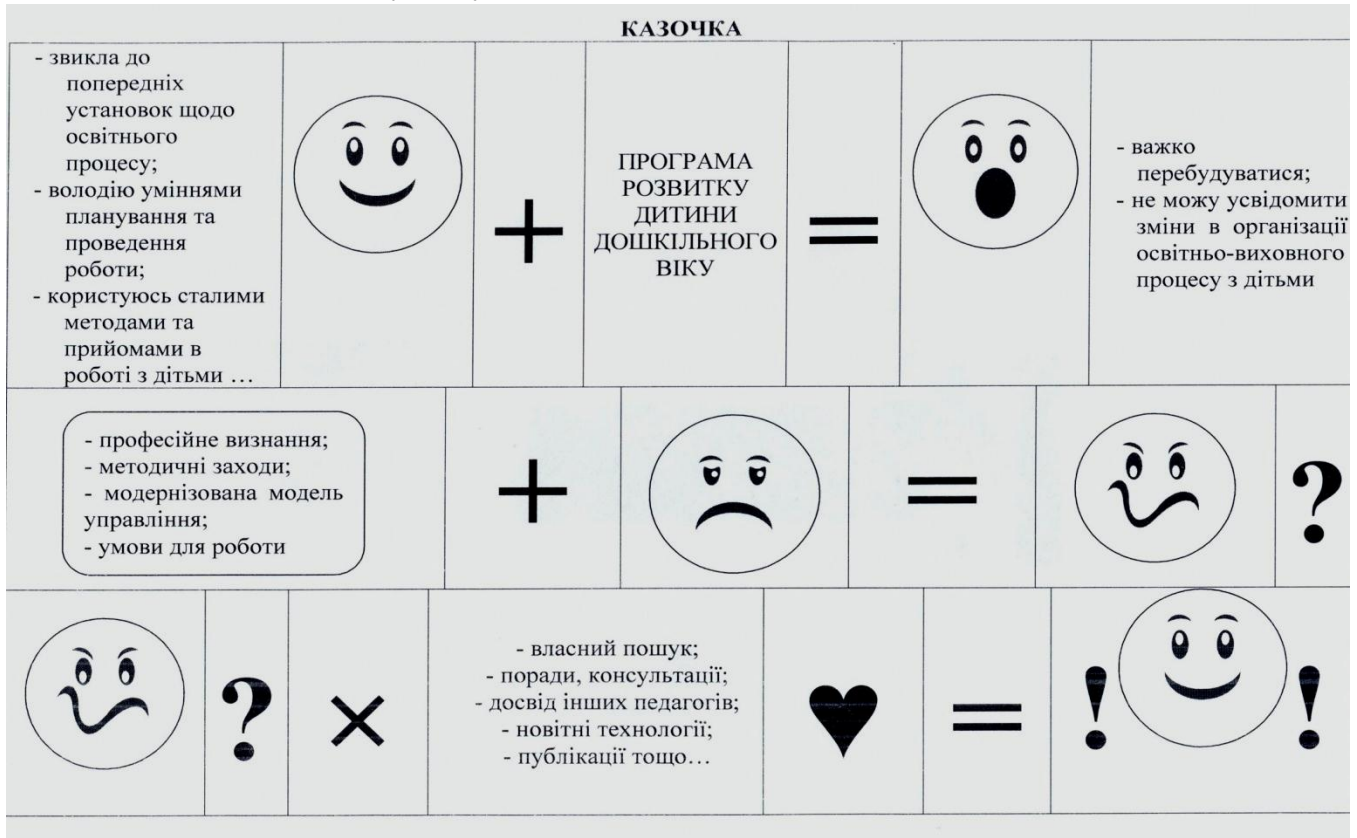 КАЗОЧКА
- звикла до
попередніх
установок щодо
освітнього
процесу;
- володію уміннями
планування та
проведення
роботи;
- користуюсь сталими
методами та
прийомами в
роботі з дітьми …
+
ПРОГРАМА
РОЗВИТКУ
ДИТИНИ
ДОШКІЛЬНОГО
ВІКУ
=
- важко
перебудуватися;
- не можу усвідомити
зміни в організації
освітньо-виховного
процесу з дітьми
- професійне визнання;
- методичні заходи;
- модернізована модель
управління;
- умови для роботи
+
=
?
?
×
- власний пошук;
- поради, консультації;
- досвід інших педагогів;
- новітні технології;
- публікації тощо…
=
!
!